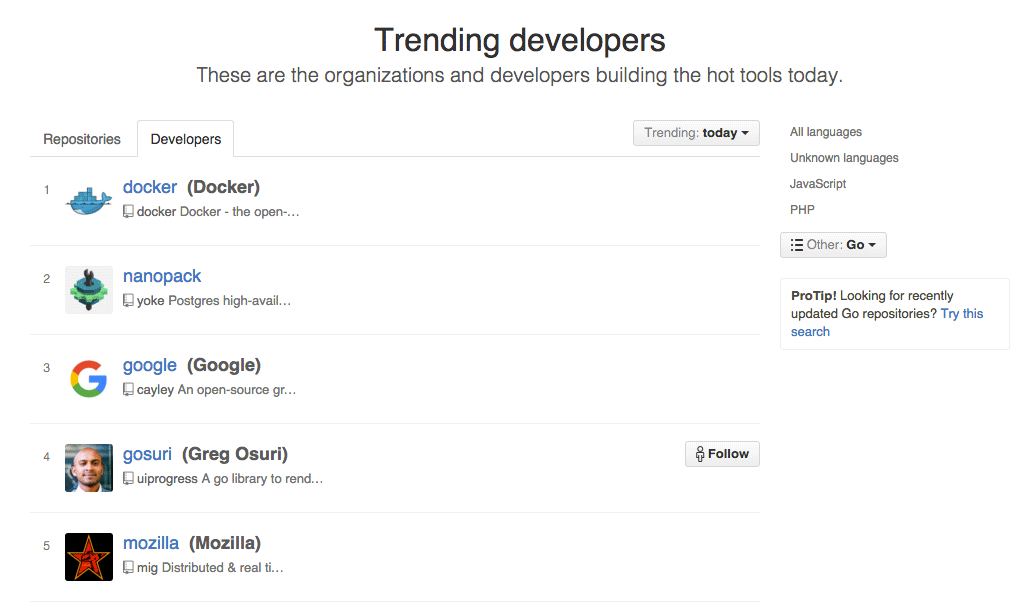 Trending developers
These are the organizations and developers building the hot tools today.
Repositories
Developers
Trending: today
1
docker (Docker)
docker Docker - the open-…
2
nanopack
yoke Postgres high-avail…
3
google (Google)
cayley An open-source gr…
4
gosuri (Greg Osuri)
uiprogress A go library to rend…
Follow
5
mozilla (Mozilla)
mig Distributed & real ti…
All languages
Unknown languages
JavaScript
PHP
Other: Go
ProTip! Looking for recently
updated Go repositories? Try this
search